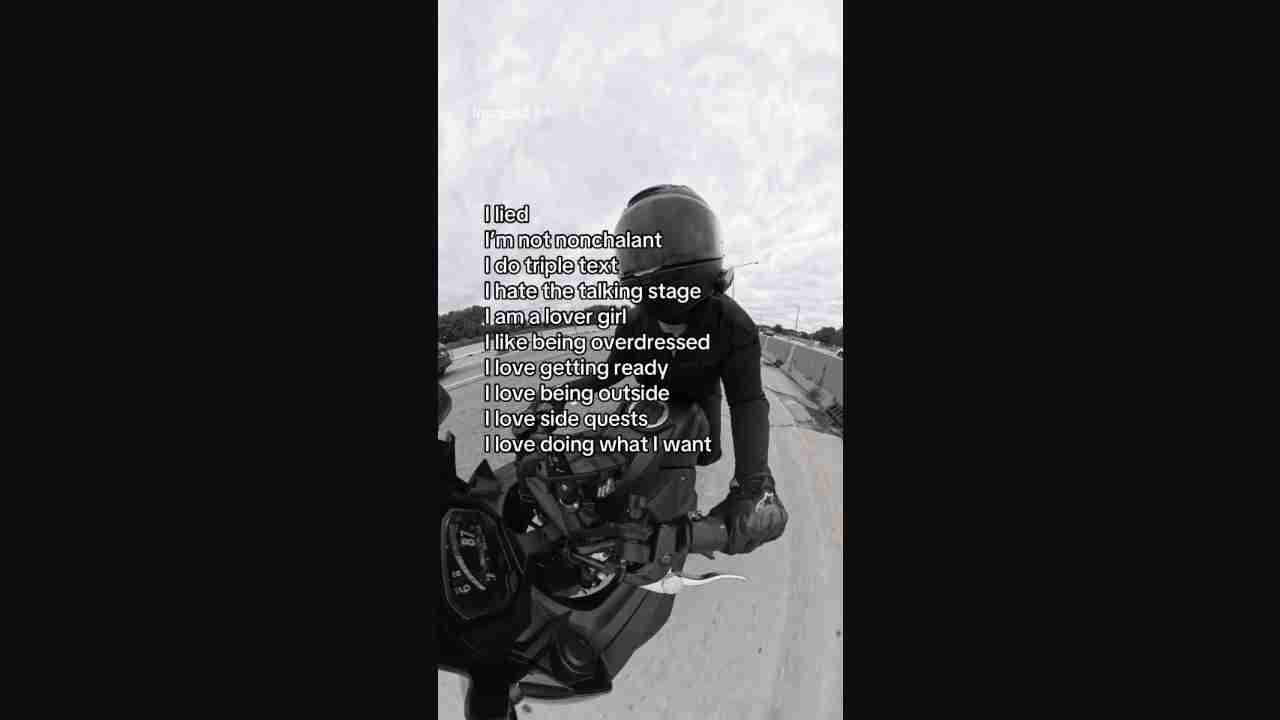 I lied
I'm not nonchalant
I do triple text
I hate the talking stage
I am a lover girl
I like being overdressed
I love getting ready
I love being outside
I love side quests
I love doing what I want
87